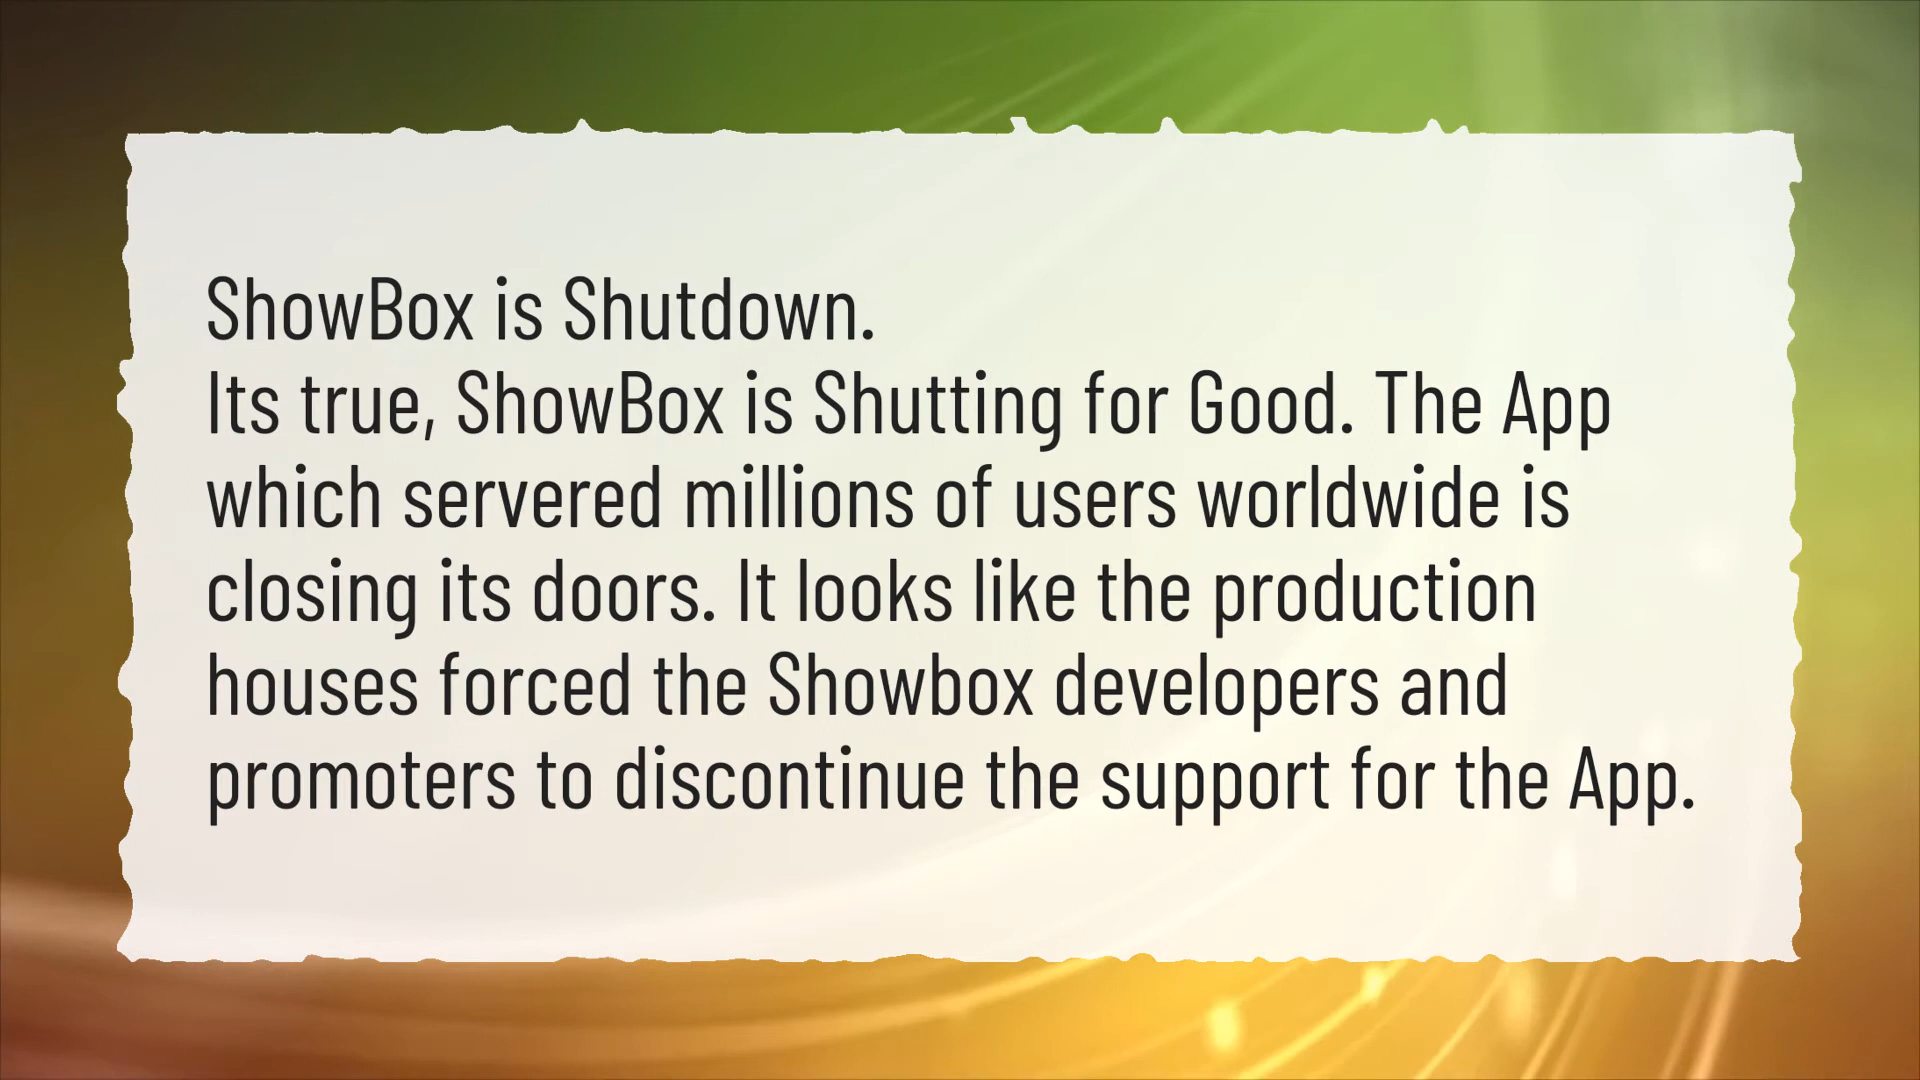 ShowBox is Shutdown.
Its true, ShowBox is Shutting for Good. The App
which servered millions of users worldwide is
closing its doors. It looks like the production
houses forced the Showbox developers and
promoters to discontinue the support for the App.